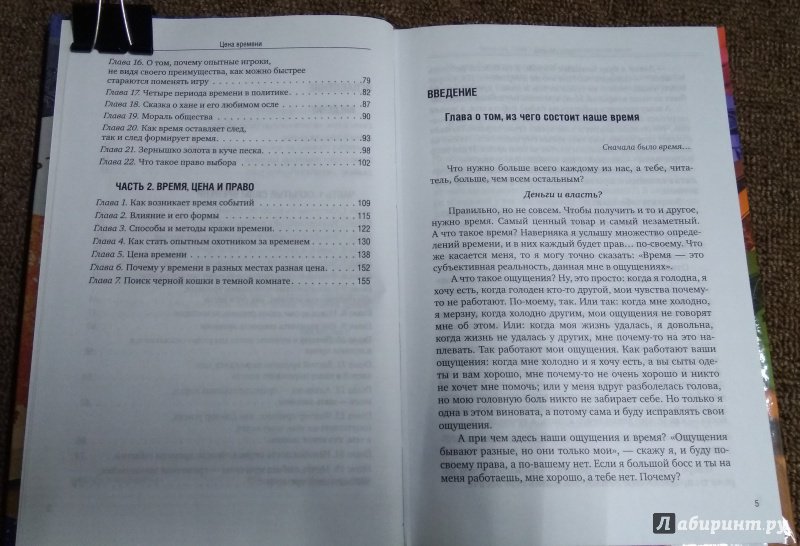 Цена времени
Глава 16. О том, почему опытные игроки,
не видя своего преимущества, как можно быстрее
стараются поменять игру . . . . . . . . . . . . . . . . . . . . . 79
Глава 17. Четыре периода времени в политике. . . . . . . . . . . 82
Глава 18. Сказка о хане и его любимом осле . . . . . . . . . . . . 87
Глава 19. Мораль общества . . . . . . . . . . . . . . . . . . . . 90
Глава 20. Как время оставляет след,
так и след формирует время. . . . . . . . . . . . . . . . . . . . 93
Глава 21. Зернышко золота в куче песка. . . . . . . . . . . . . . 98
Глава 22. Что такое право выбора . . . . . . . . . . . . . . . . 102
ЧАСТЬ 2. ВРЕМЯ, ЦЕНА И ПРАВО
Глава 1. Как возникает время событий . . . . . . . . . . . . . . 109
Глава 2. Влияние и его формы . . . . . . . . . . . . . . . . . . 115
Глава 3. Способы и методы кражи времени. . . . . . . . . . . . . 122
Глава 4. Как стать опытным охотником за временем . . . . . . . . 130
Глава 5. Цена времени . . . . . . . . . . . . . . . . . . . . . . 138
Глава 6. Почему у времени в разных местах разная цена. . . . . . 152
Глава 7. Поиск черной кошки в темной комнате. . . . . . . . . . . 155
ВВЕДЕНИЕ
Глава о том, из чего состоит наше время
Сначала было время…
Что нужно больше всего каждому из нас, а тебе, чита-
тель, больше, чем всем остальным?
Деньги и власть?
Правильно, но не совсем. Чтобы получить и то и другое,
нужно время. Самый ценный товар и самый незаметный.
А что такое время? Наверняка я услышу множество опреде-
лений времени, и в них каждый будет прав… по-своему. Что
же касается меня, то я могу точно сказать: «Время — это
субъективная реальность, данная мне в ощущениях».
А что такое ощущения? Ну, это просто: когда я голодна, я
хочу есть, когда голоден кто-то другой, мои чувства почему-
то не работают. По-моему, так. Или так: когда мне холодно,
я мерзну, когда холодно другим, мои ощущения не говорят
мне об этом. Или: когда моя жизнь удалась, я довольна,
когда жизнь не удалась у других, мне почему-то на это на-
плевать. Так работают мои ощущения. Как работают ваши
ощущения: когда мне холодно и я хочу есть, а вы сыты оде-
ты и вам хорошо, мне почему-то не очень хорошо и никто
не хочет мне помочь; или у меня вдруг разболелась голова,
но мою головную боль никто не забирает себе. Но только я
одна в этом виновата, а потому сама и буду исправлять свои
ощущения.
А при чем здесь наши ощущения и время? «Ощущения
бывают разные, но они только мои», — скажу я, и буду по-
своему права, а по-вашему нет. Если я большой босс и ты на
меня работаешь, мне хорошо, а тебе нет. Почему?
5
Лабиринт.ру